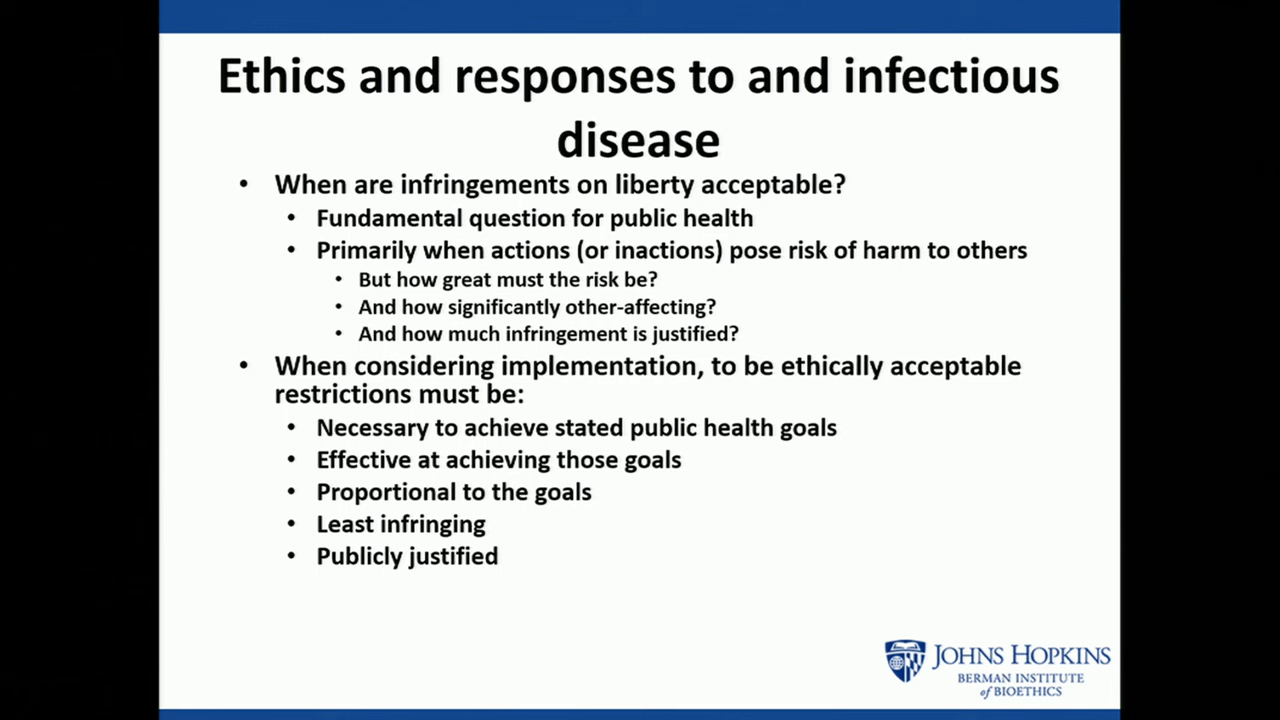 Ethics and responses to and infectious
disease
• When are infringements on liberty acceptable?
• Fundamental question for public health
• Primarily when actions (or inactions) pose risk of harm to others
• But how great must the risk be?
• And how significantly other-affecting?
• And how much infringement is justified?
• When considering implementation, to be ethically acceptable
restrictions must be:
• Necessary to achieve stated public health goals
• Effective at achieving those goals
• Proportional to the goals
• Least infringing
• Publicly justified
JOHNS HOPKINS
BERMAN INSTITUTE
of BIOETHICS